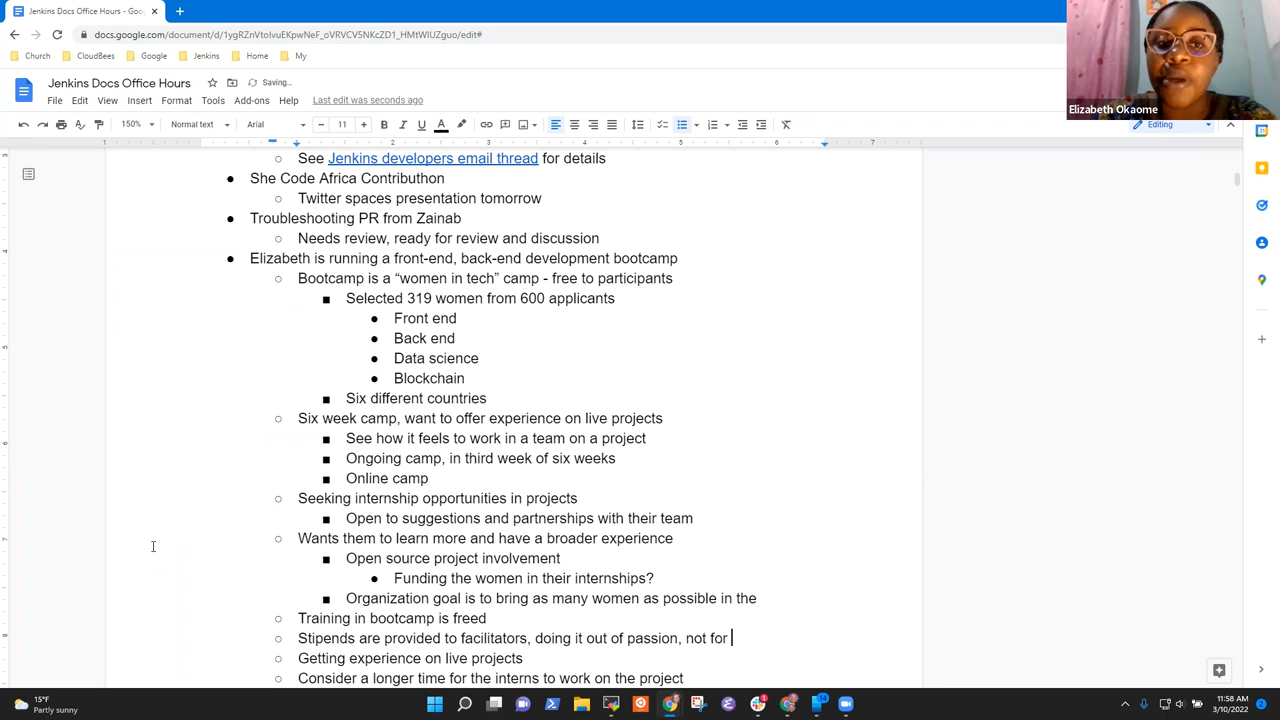 Jenkins Docs Office Hours - Goo
docs.google.com/document/d/1ygRZnVtoIvuEKpwNeF_oVRVCV5NKcZD1_HMtWIUZguo/edit#
Church CloudBees Google Jenkins Home My
Elizabeth Okaome
Jenkins Docs Office Hours Saving...
File Edit View Insert Format Tools Add-ons Help Last edit was seconds ago
150% Normal text Arial 11 Editing
1 2 3 4 5 6 7
● See Jenkins developers email thread for details
● She Code Africa Contributhon
○ Twitter spaces presentation tomorrow
● Troubleshooting PR from Zainab
○ Needs review, ready for review and discussion
● Elizabeth is running a front-end, back-end development bootcamp
○ Bootcamp is a “women in tech” camp - free to participants
■ Selected 319 women from 600 applicants
● Front end
● Back end
● Data science
● Blockchain
■ Six different countries
○ Six week camp, want to offer experience on live projects
■ See how it feels to work in a team on a project
■ Ongoing camp, in third week of six weeks
■ Online camp
○ Seeking internship opportunities in projects
■ Open to suggestions and partnerships with their team
○ Wants them to learn more and have a broader experience
■ Open source project involvement
● Funding the women in their internships?
■ Organization goal is to bring as many women as possible in the
○ Training in bootcamp is freed
○ Stipends are provided to facilitators, doing it out of passion, not for
○ Getting experience on live projects
○ Consider a longer time for the interns to work on the project
15°F
Partly sunny
11:58 AM
3/10/2022